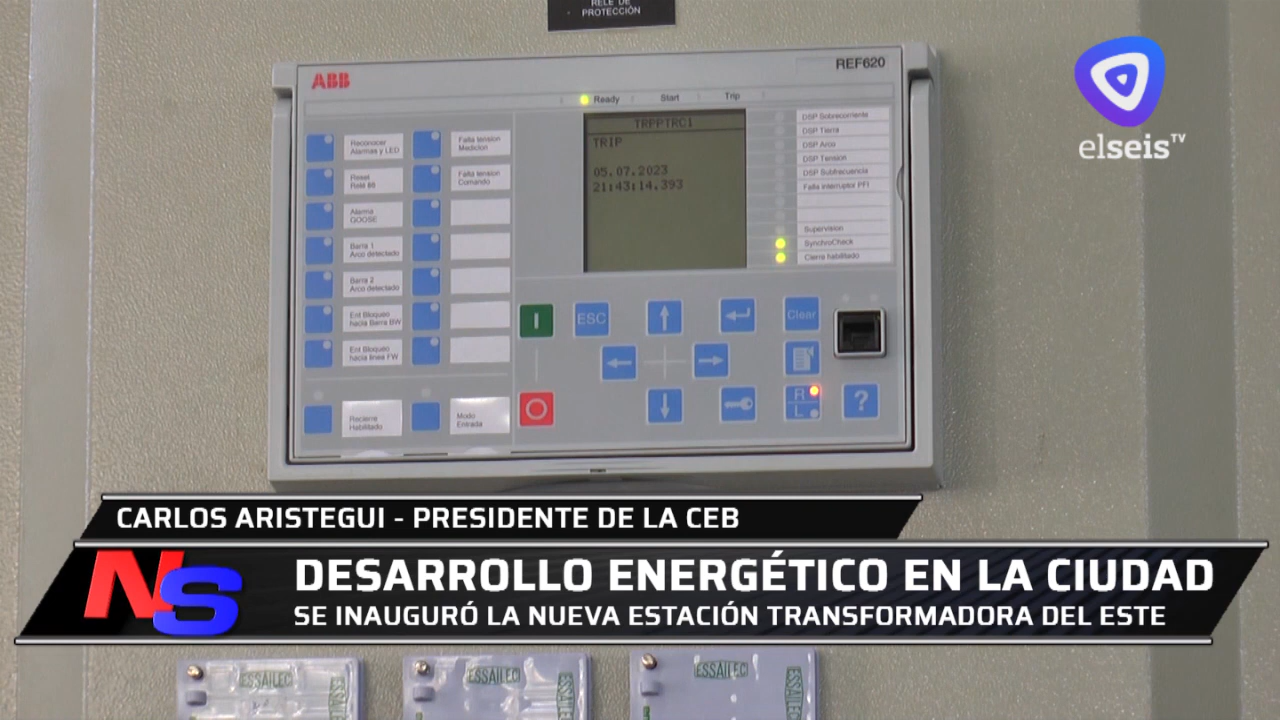 RELE DE
PROTECCIÓN
ABB
REF620
Ready
Start
Trip
TRPPTRC1
TRIP
05.07.2023
21:43:14.393
Reconocer
Alarmas y LED
Falta tension
Medicion
Reset
Relé 86
Falta tension
Comando
Alarma
GOOSE
Barra 1
Arco detectado
Barra 2
Arco detectado
Ent Bloqueo
hacia Barra BW
Ent Bloqueo
hacia linea FW
Recierre
Habilitado
Modo
Entrada
DSP Sobrecorriente
DSP Tierra
DSP Arco
DSP Tension
DSP Subfrecuencia
Falla interruptor PFI
Supervision
SynchroCheck
Cierre habilitado
I
ESC
Clear
O
R
L
?
elseis TV
CARLOS ARISTEGUI - PRESIDENTE DE LA CEB
NS
DESARROLLO ENERGÉTICO EN LA CIUDAD
SE INAUGURÓ LA NUEVA ESTACIÓN TRANSFORMADORA DEL ESTE
ESSAILEC
ESSAILEC
ESSAILEC